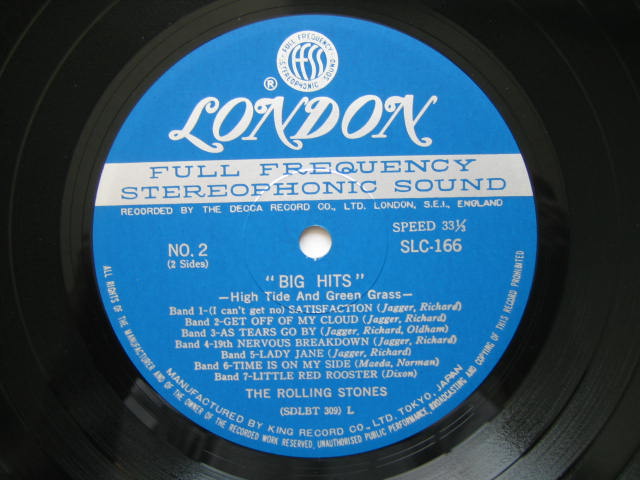 FULL FREQUENCY
ffss
STEREOPHONIC SOUND
®
LONDON
FULL FREQUENCY
STEREOPHONIC SOUND
RECORDED BY THE DECCA RECORD CO., LTD. LONDON, S.E.I., ENGLAND
SPEED 33⅓
NO. 2
SLC-166
(2 Sides)
"BIG HITS"
—High Tide And Green Grass—
Band 1-(I can't get no) SATISFACTION (Jagger, Richard)
Band 2-GET OFF OF MY CLOUD (Jagger, Richard)
Band 3-AS TEARS GO BY (Jagger, Richard, Oldham)
Band 4-19th NERVOUS BREAKDOWN (Jagger, Richard)
Band 5-LADY JANE (Jagger, Richard)
Band 6-TIME IS ON MY SIDE (Maeda, Norman)
Band 7-LITTLE RED ROOSTER (Dixon)
THE ROLLING STONES
(SDLBT 309) L
MANUFACTURED BY KING RECORD CO., LTD. TOKYO, JAPAN
ALL RIGHTS OF THE MANUFACTURER AND OF THE OWNER OF THE RECORDED WORK RESERVED, UNAUTHORISED PUBLIC PERFORMANCE, BROADCASTING AND COPYING OF THIS RECORD PROHIBITED